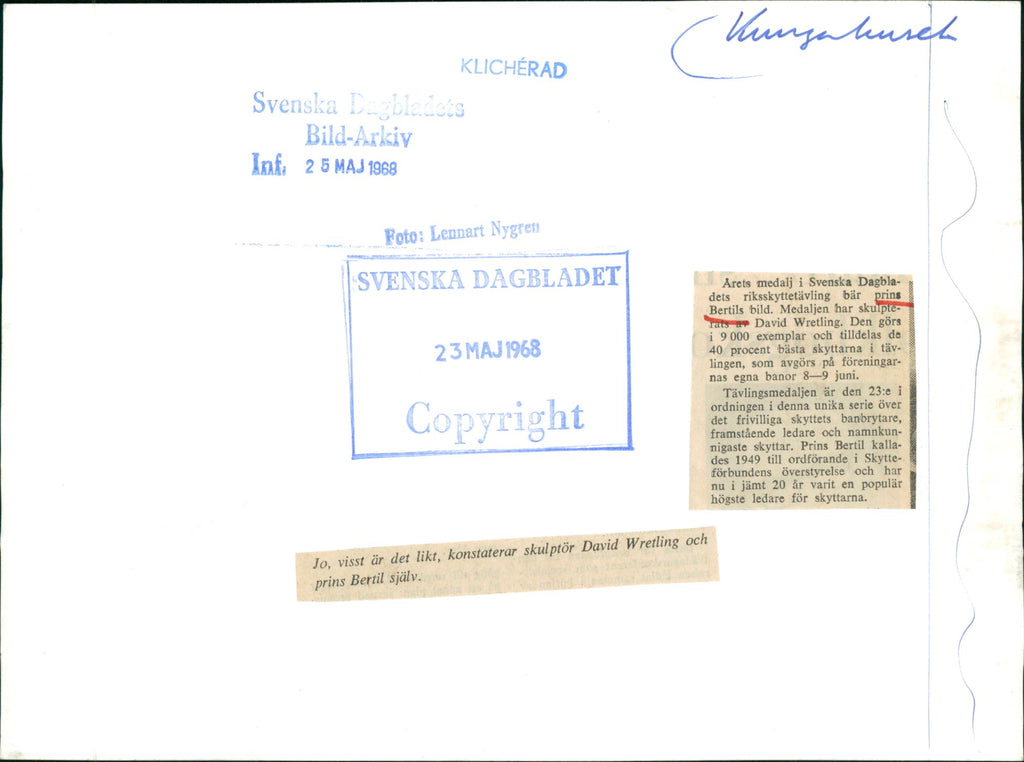 Kungahuset
KLICHÉRAD
Svenska Dagbladets
Bild-Arkiv
Inf. 25 MAJ 1968
Foto: Lennart Nygren
SVENSKA DAGBLADET
23 MAJ 1968
Copyright
Årets medalj i Svenska Dagbla-
dets riksskyttetävling bär prins
Bertils bild. Medaljen har skulpte-
rats av David Wretling. Den görs
i 9 000 exemplar och tilldelas de
40 procent bästa skyttarna i täv-
lingen, som avgörs på föreningar-
nas egna banor 8—9 juni.
Tävlingsmedaljen är den 23:e i
ordningen i denna unika serie över
det frivilliga skyttets banbrytare,
framstående ledare och namnkun-
nigaste skyttar. Prins Bertil kalla-
des 1949 till ordförande i Skytte-
förbundens överstyrelse och har
nu i jämt 20 år varit en populär
högste ledare för skyttarna.
Jo, visst är det likt, konstaterar skulptör David Wretling och
prins Bertil själv.